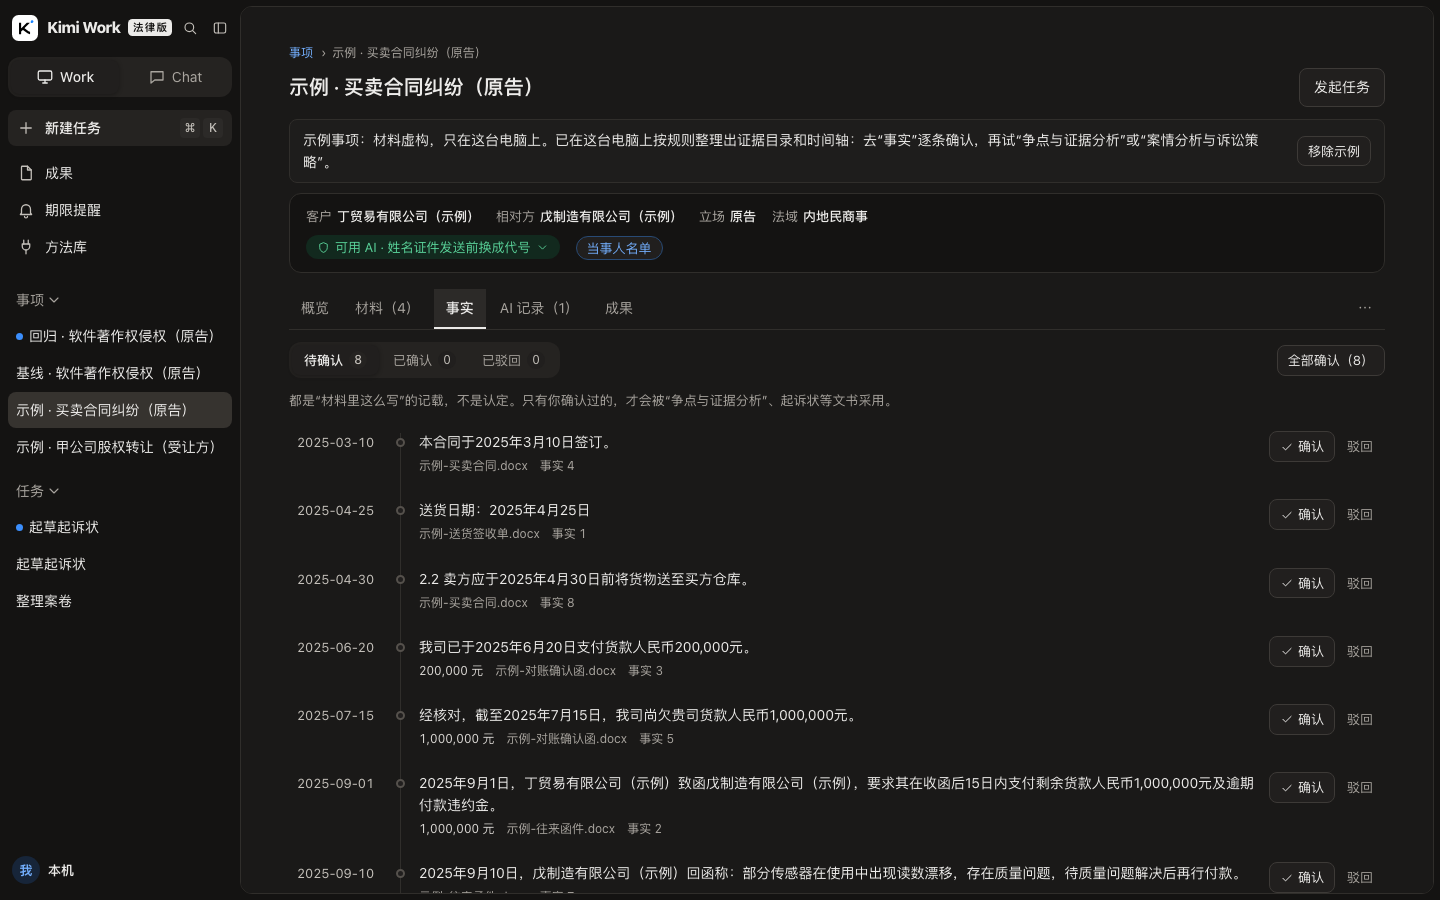 Kimi Work 法律版
Work
Chat
新建任务 ⌘ K
成果
期限提醒
方法库
事项
回归 · 软件著作权侵权（原告）
基线 · 软件著作权侵权（原告）
示例 · 买卖合同纠纷（原告）
示例 · 甲公司股权转让（受让方）
任务
起草起诉状
起草起诉状
整理案卷
我 本机
事项 › 示例 · 买卖合同纠纷（原告）
示例 · 买卖合同纠纷（原告）
发起任务
示例事项：材料虚构，只在这台电脑上。已在这台电脑上按规则整理出证据目录和时间轴：去“事实”逐条确认，再试“争点与证据分析”或“案情分析与诉讼策
略”。
移除示例
客户 丁贸易有限公司（示例） 相对方 戊制造有限公司（示例） 立场 原告 法域 内地民商事
可用 AI · 姓名证件发送前换成代号
当事人名单
概览 材料（4） 事实 AI 记录（1） 成果 ···
待确认 8 已确认 0 已驳回 0
全部确认（8）
都是“材料里这么写”的记载，不是认定。只有你确认过的，才会被“争点与证据分析”、起诉状等文书采用。
2025-03-10 本合同于2025年3月10日签订。 确认 驳回
示例-买卖合同.docx 事实 4
2025-04-25 送货日期：2025年4月25日 确认 驳回
示例-送货签收单.docx 事实 1
2025-04-30 2.2 卖方应于2025年4月30日前将货物送至买方仓库。 确认 驳回
示例-买卖合同.docx 事实 8
2025-06-20 我司已于2025年6月20日支付货款人民币200,000元。 确认 驳回
200,000 元 示例-对账确认函.docx 事实 3
2025-07-15 经核对，截至2025年7月15日，我司尚欠贵司货款人民币1,000,000元。 确认 驳回
1,000,000 元 示例-对账确认函.docx 事实 5
2025-09-01 2025年9月1日，丁贸易有限公司（示例）致函戊制造有限公司（示例），要求其在收函后15日内支付剩余货款人民币1,000,000元及逾期 确认 驳回
付款违约金。
1,000,000 元 示例-往来函件.docx 事实 2
2025-09-10 2025年9月10日，戊制造有限公司（示例）回函称：部分传感器在使用中出现读数漂移，存在质量问题，待质量问题解决后再行付款。 确认 驳回